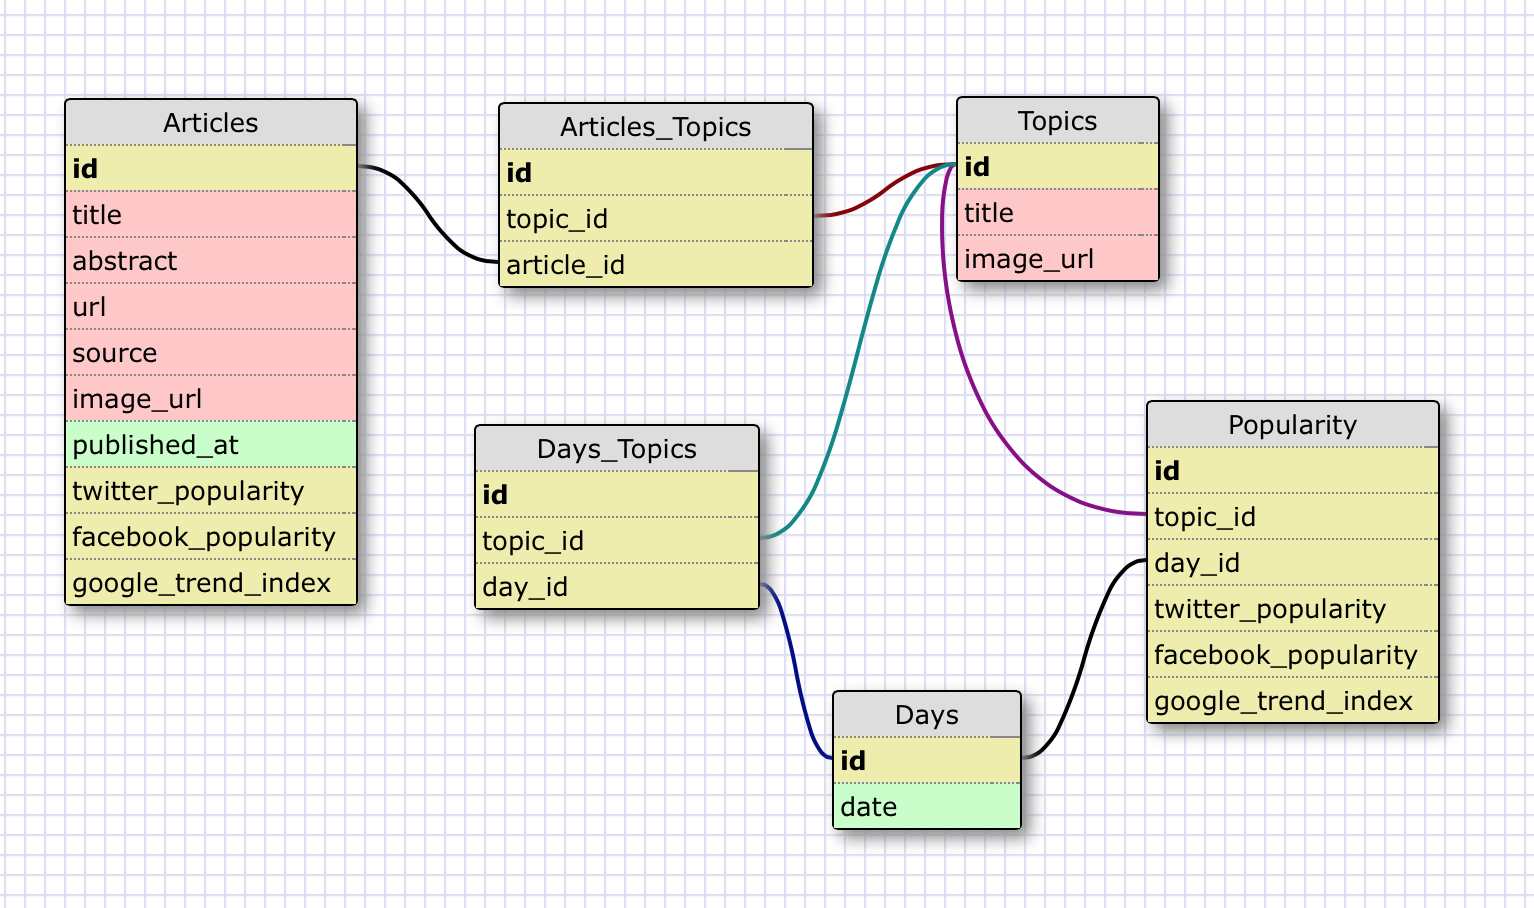 Articles
id
title
abstract
url
source
image_url
published_at
twitter_popularity
facebook_popularity
google_trend_index
Articles_Topics
id
topic_id
article_id
Topics
id
title
image_url
Days_Topics
id
topic_id
day_id
Popularity
id
topic_id
day_id
twitter_popularity
facebook_popularity
google_trend_index
Days
id
date